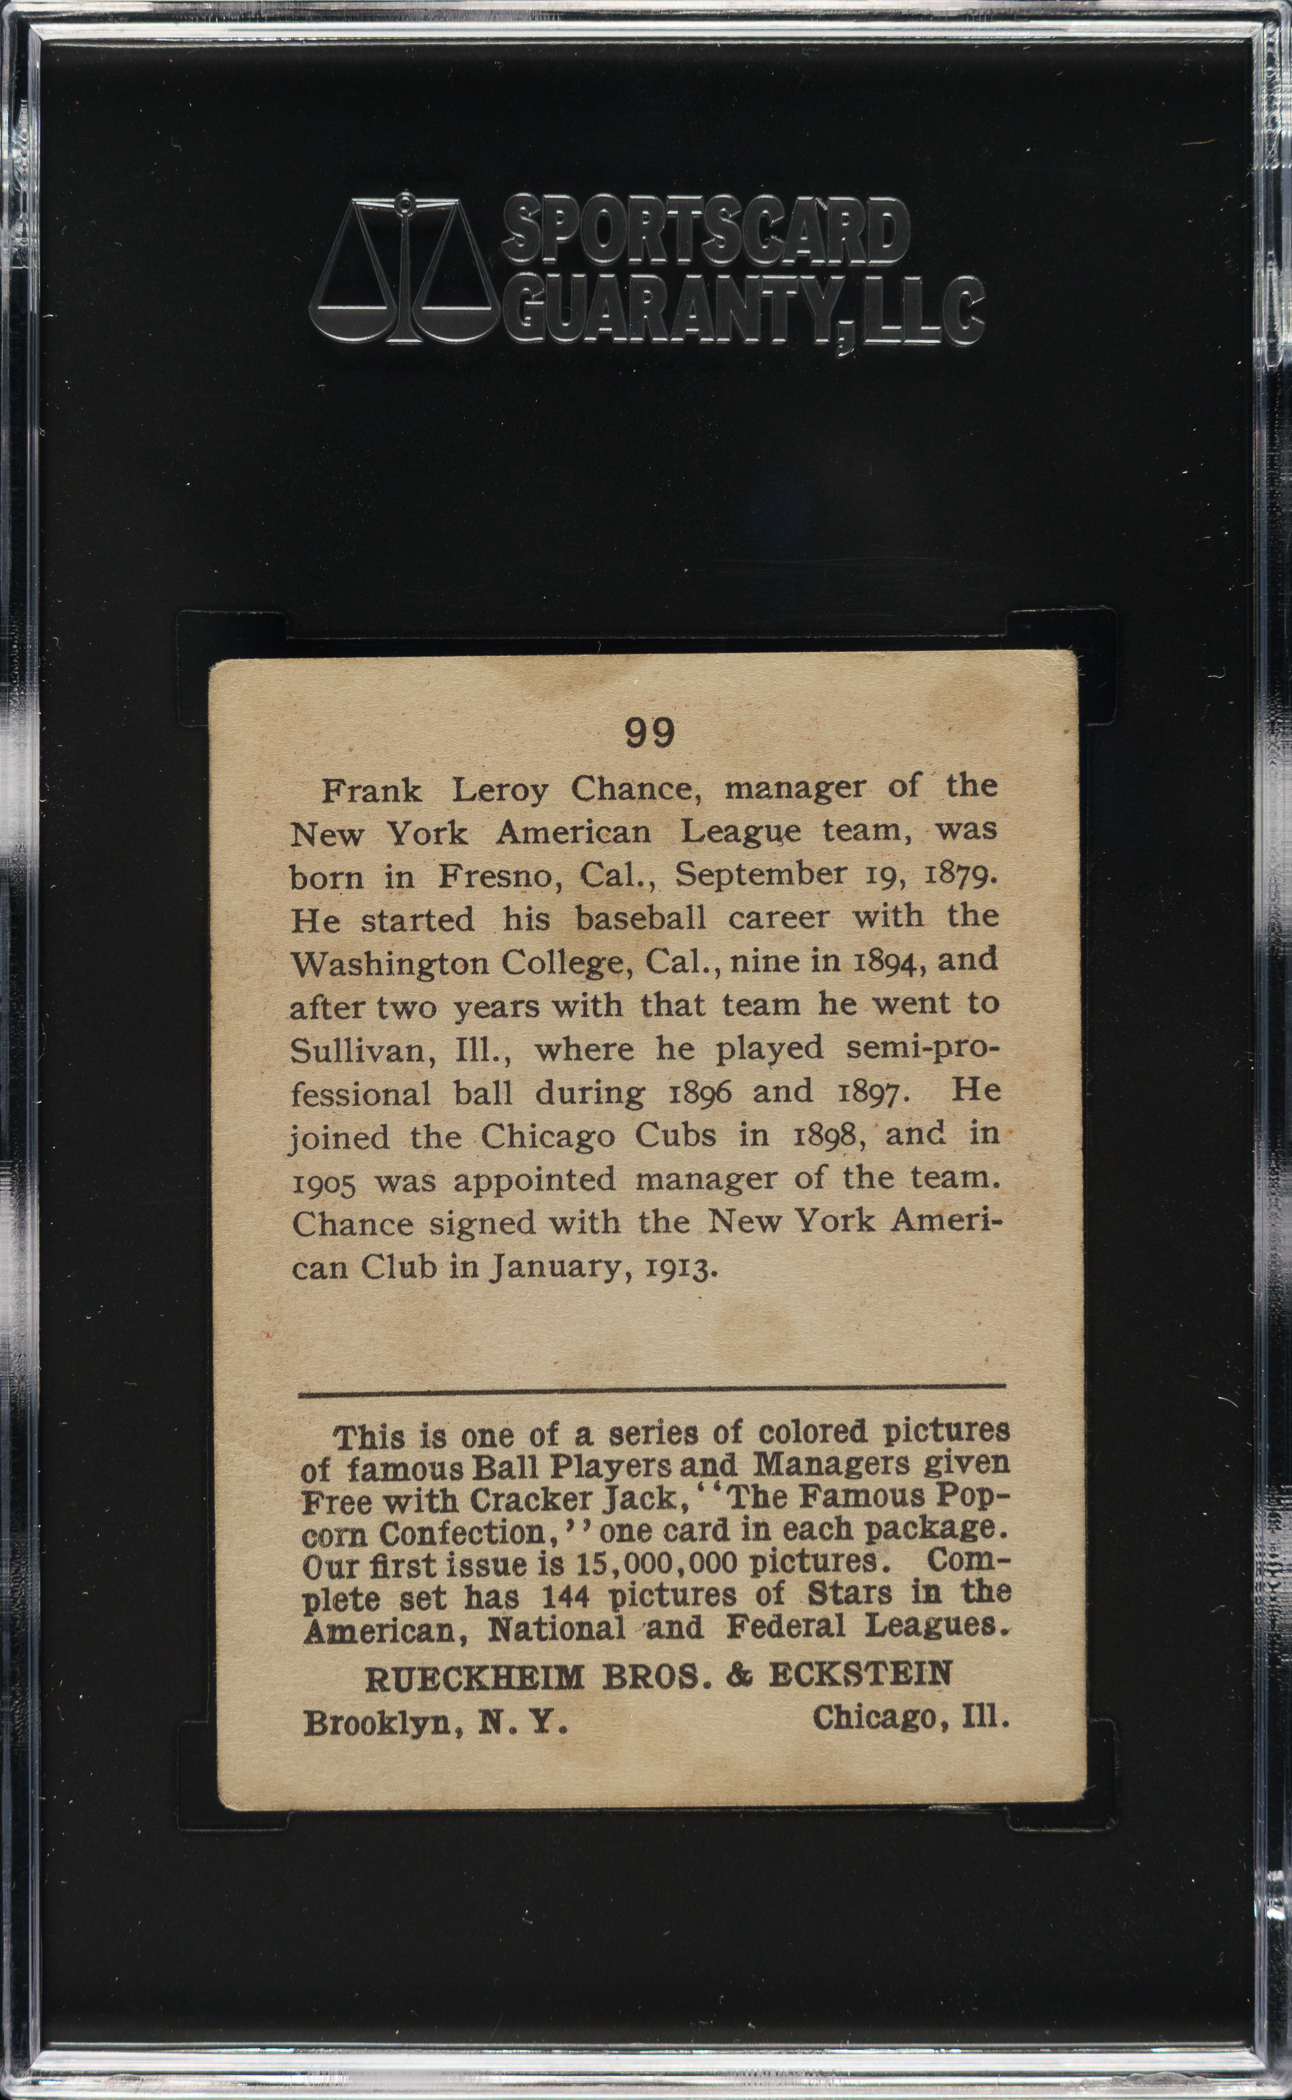 SPORTSCARD
GUARANTY, LLC
99
Frank Leroy Chance, manager of the
New York American League team, was
born in Fresno, Cal., September 19, 1879.
He started his baseball career with the
Washington College, Cal., nine in 1894, and
after two years with that team he went to
Sullivan, Ill., where he played semi-pro-
fessional ball during 1896 and 1897. He
joined the Chicago Cubs in 1898, and in
1905 was appointed manager of the team.
Chance signed with the New York Ameri-
can Club in January, 1913.
This is one of a series of colored pictures
of famous Ball Players and Managers given
Free with Cracker Jack, ‘‘The Famous Pop-
corn Confection,’’ one card in each package.
Our first issue is 15,000,000 pictures. Com-
plete set has 144 pictures of Stars in the
American, National and Federal Leagues.
RUECKHEIM BROS. & ECKSTEIN
Brooklyn, N. Y. Chicago, Ill.